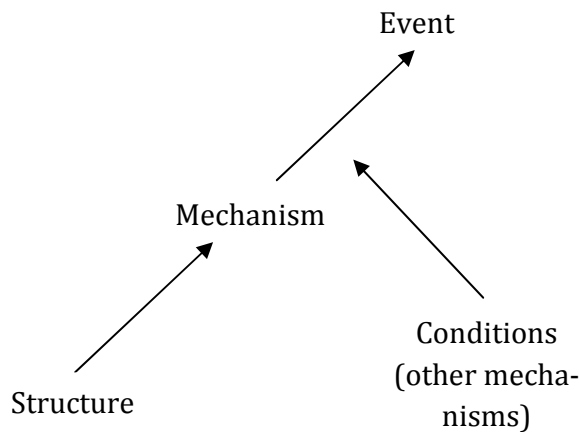 Event
Mechanism
Conditions
(other mecha-
nisms)
Structure